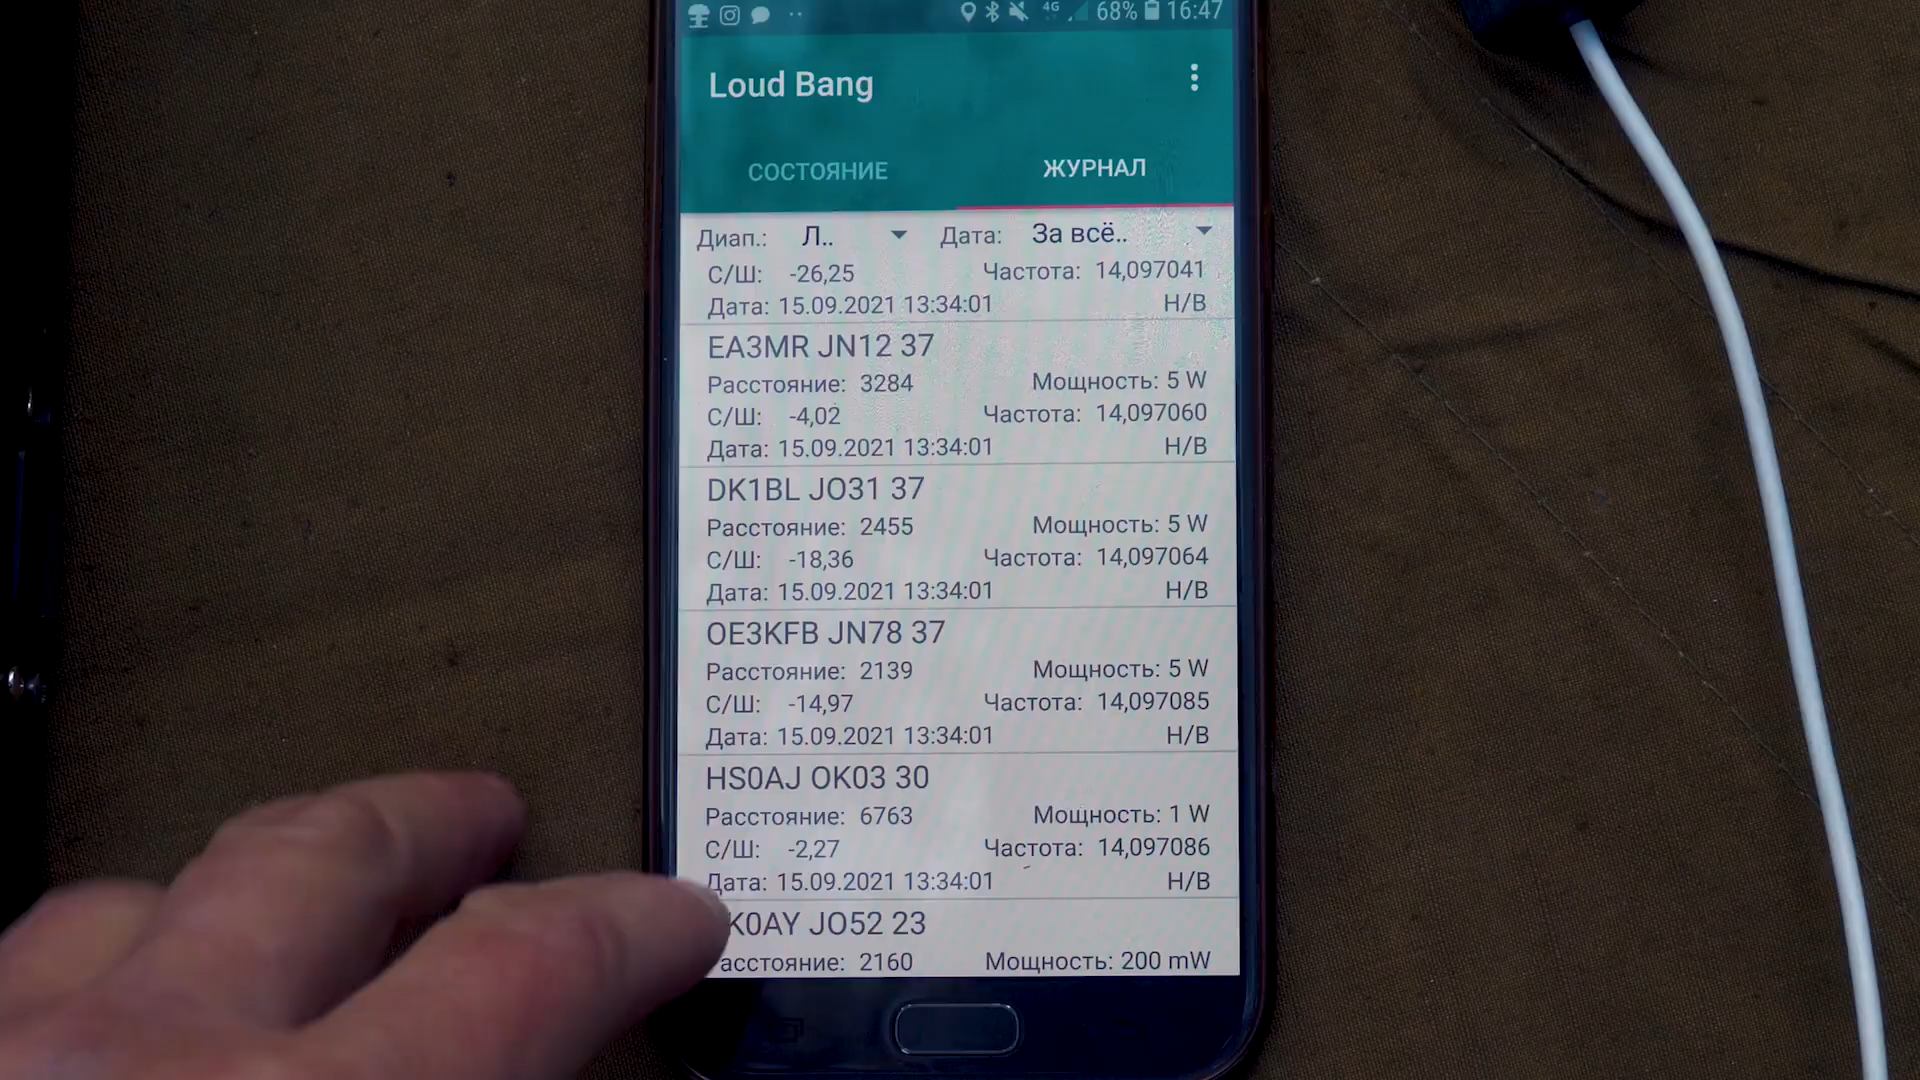 4G 68% 16:47
Loud Bang
СОСТОЯНИЕ ЖУРНАЛ
Диап.: Л.. Дата: За всё..
С/Ш: -26,25 Частота: 14,097041
Дата: 15.09.2021 13:34:01 Н/В
EA3MR JN12 37
Расстояние: 3284 Мощность: 5 W
С/Ш: -4,02 Частота: 14,097060
Дата: 15.09.2021 13:34:01 Н/В
DK1BL JO31 37
Расстояние: 2455 Мощность: 5 W
С/Ш: -18,36 Частота: 14,097064
Дата: 15.09.2021 13:34:01 Н/В
OE3KFB JN78 37
Расстояние: 2139 Мощность: 5 W
С/Ш: -14,97 Частота: 14,097085
Дата: 15.09.2021 13:34:01 Н/В
HS0AJ OK03 30
Расстояние: 6763 Мощность: 1 W
С/Ш: -2,27 Частота: 14,097086
Дата: 15.09.2021 13:34:01 Н/В
K0AY JO52 23
асстояние: 2160 Мощность: 200 mW